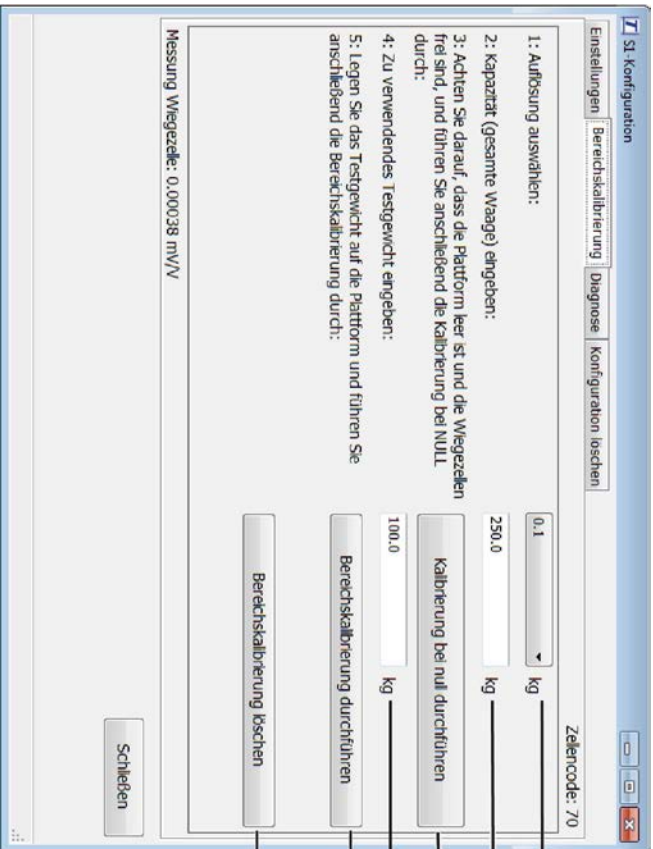 S1-Konfiguration
Einstellungen Bereichskalibrierung Diagnose Konfiguration löschen
Zellencode: 70
1: Auflösung auswählen:
0.1 kg
2: Kapazität (gesamte Waage) eingeben:
250.0 kg
3: Achten Sie darauf, dass die Plattform leer ist und die Wiegezellen
frei sind, und führen Sie anschließend die Kalibrierung bei NULL
durch:
Kalibrierung bei null durchführen
4: Zu verwendendes Testgewicht eingeben:
100.0 kg
5: Legen Sie das Testgewicht auf die Plattform und führen Sie
anschließend die Bereichskalibrierung durch:
Bereichskalibrierung durchführen
Bereichskalibrierung löschen
Messung Wiegezelle: 0.00038 mV/V
Schließen